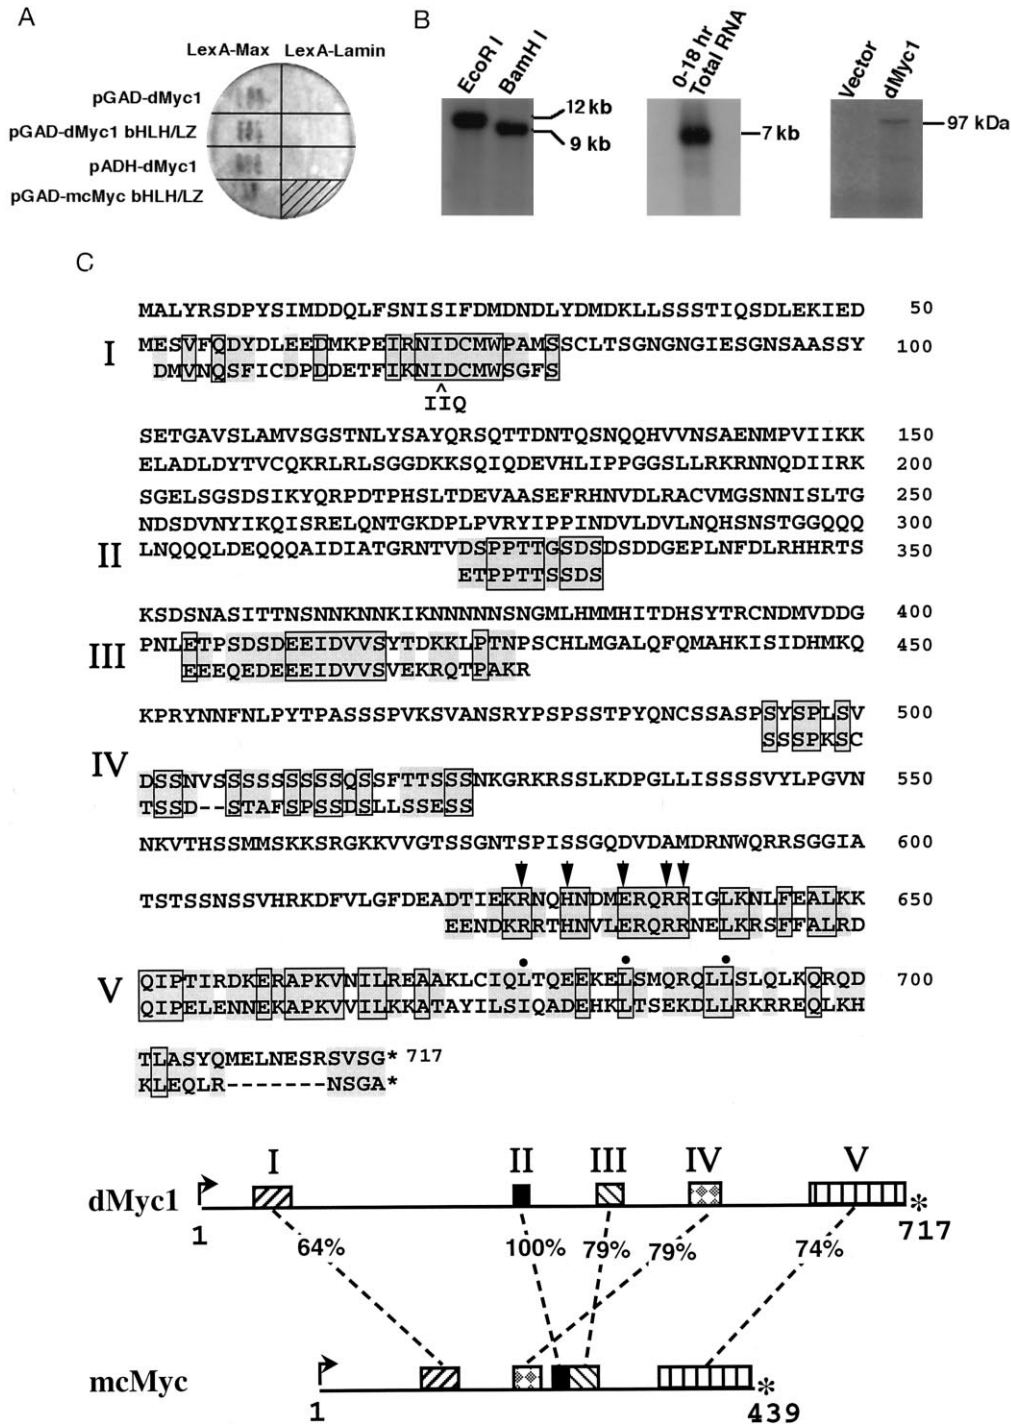 A
LexA-Max LexA-Lamin
pGAD-dMyc1
pGAD-dMyc1 bHLH/LZ
pADH-dMyc1
pGAD-mcMyc bHLH/LZ
B
EcoR I
BamH I
12 kb
9 kb
0-18 hr
Total RNA
7 kb
Vector
dMyc1
97 kDa
C
MALYRSDPYSIMDDQLFSNISIFDMDNDLYDMDKLLSSSTIQSDLEKIED 50
I
MESVFQDYDLEEDMKPEIRNIDCMWPAMSSCLTSGNGNGIESGNSAASSY 100
DMVNQSFICDPDDETFIKNIDCMWSGFS
^
IIQ
SETGAVSLAMVSGSTNLYSAYQRSQTTDNTQSNQQHVVNSAENMPVIIKK 150
ELADLDYTVCQKRLRLSGGDKKSQIQDEVHLIPPGGSLLRKRNNQDIIRK 200
SGELSGSDSIKYQRPDTPHSLTDEVAASEFRHNVDLRACVMGSNNISLTG 250
NDSDVNYIKQISRELQNTGKDPLPVRYIPPINDVLDVLNQHSNSTGGQQQ 300
II
LNQQQLDEQQQAIDIATGRNTVDSPPTTGSDSDSDDGEPLNFDLRHHRTS 350
ETPPTTSSDS
KSDSNASITTNSNNKNNKIKNNNNNSNGMLHMMHITDHSYTRCNDMVDDG 400
III
PNLETPSDSDEEIDVVSYTDKKLPTNPSCHLMGALQFQMAHKISIDHMKQ 450
EEEQEDEEEIDVVSVEKRQTPAKR
KPRYNNFNLPYTPASSSPVKSVANSRYPSPSSTPYQNCSSASPSYSPLSV 500
SSSPKSC
IV
DSSNVSSSSSSSSSQSSFTTSSSNKGRKRSSLKDPGLLISSSSVYLPGVN 550
TSSD--STAFSPSSDSLLSSESS
NKVTHSSMMSKKSRGKKVVGTSSGNTSPISSGQDVDAMDRNWQRRSGGIA 600
TSTSSNSSVHRKDFVLGFDEADTIEKRNQHNDMERQRRIGLKNLFEALKK 650
EENDKRRTHNVLERQRRNELKRSFFALRD
V
QIPTIRDKERAPKVNILREAAKLCIQLTQEEKELSMQRQLLSLQLKQRQD 700
QIPELENNEKAPKVVILKKATAYILSIQADEHKLTSEKDLLRKRREQLKH
TLASYQMELNESRSVSG* 717
KLEQLR-------NSGA*
I II III IV V
dMyc1
1
*
717
64% 100% 79% 79% 74%
mcMyc
1
*
439